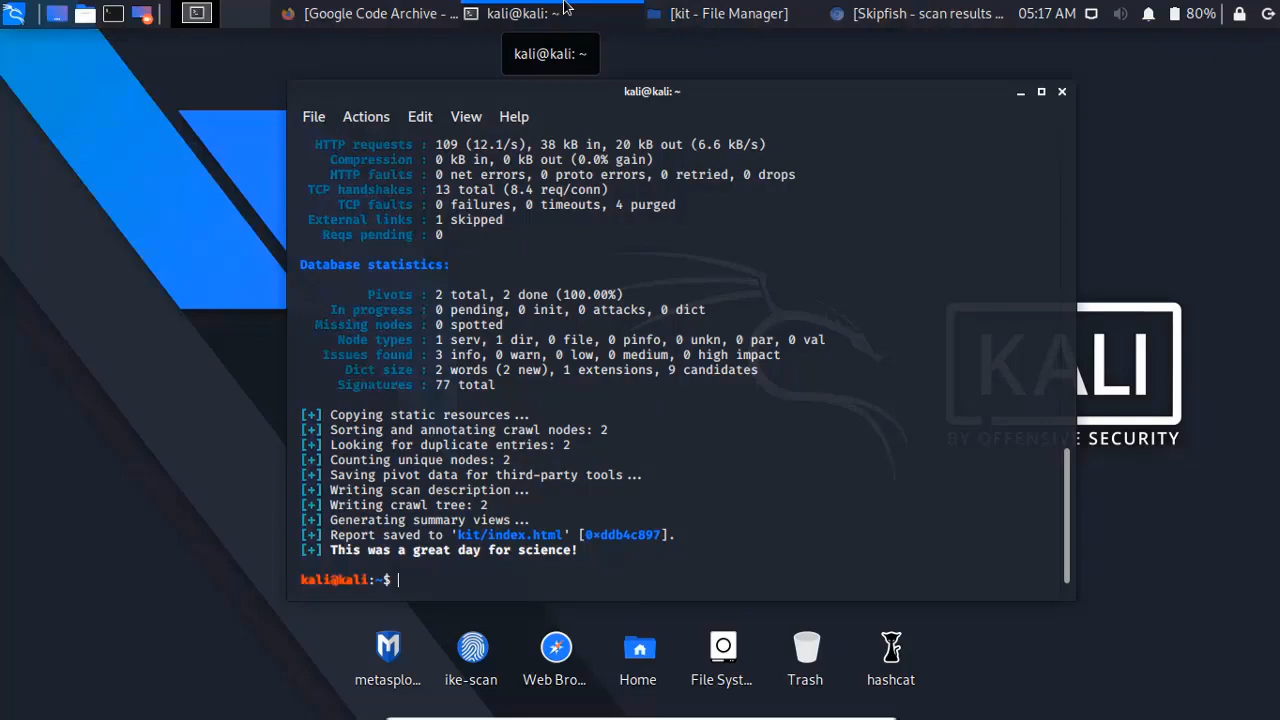 [Google Code Archive - ...
kali@kali: ~
[kit - File Manager]
[Skipfish - scan results ...
05:17 AM
80%
kali@kali: ~
kali@kali: ~
File Actions Edit View Help
HTTP requests : 109 (12.1/s), 38 kB in, 20 kB out (6.6 kB/s)
Compression : 0 kB in, 0 kB out (0.0% gain)
HTTP faults : 0 net errors, 0 proto errors, 0 retried, 0 drops
TCP handshakes : 13 total (8.4 req/conn)
TCP faults : 0 failures, 0 timeouts, 4 purged
External links : 1 skipped
Reqs pending : 0
Database statistics:
Pivots : 2 total, 2 done (100.00%)
In progress : 0 pending, 0 init, 0 attacks, 0 dict
Missing nodes : 0 spotted
Node types : 1 serv, 1 dir, 0 file, 0 pinfo, 0 unkn, 0 par, 0 val
Issues found : 3 info, 0 warn, 0 low, 0 medium, 0 high impact
Dict size : 2 words (2 new), 1 extensions, 9 candidates
Signatures : 77 total
[+] Copying static resources...
[+] Sorting and annotating crawl nodes: 2
[+] Looking for duplicate entries: 2
[+] Counting unique nodes: 2
[+] Saving pivot data for third-party tools...
[+] Writing scan description...
[+] Writing crawl tree: 2
[+] Generating summary views...
[+] Report saved to 'kit/index.html' [0×ddb4c897].
[+] This was a great day for science!
kali@kali:~$
KALI
BY OFFENSIVE SECURITY
metasplo...
ike-scan
Web Bro...
Home
File Syst...
Trash
hashcat